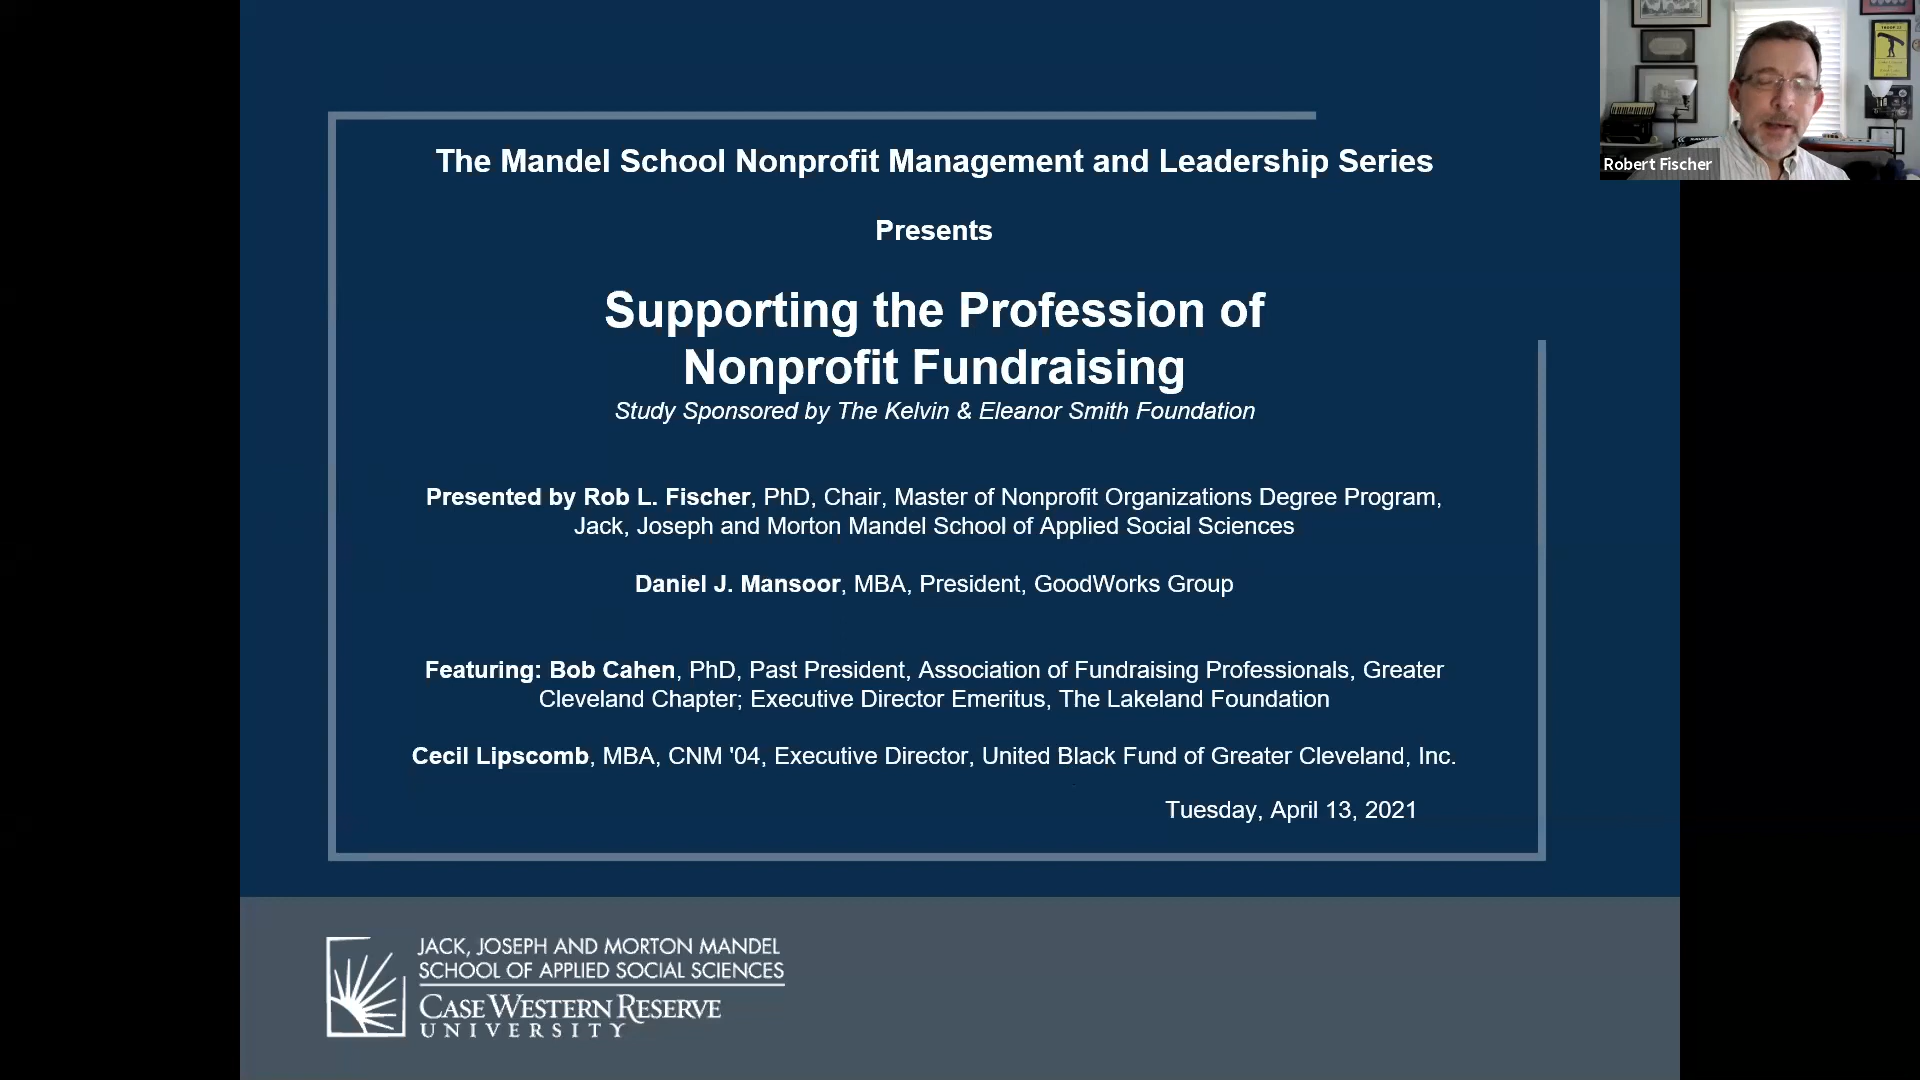 The Mandel School Nonprofit Management and Leadership Series
Presents
Supporting the Profession of
Nonprofit Fundraising
Study Sponsored by The Kelvin & Eleanor Smith Foundation
Presented by Rob L. Fischer, PhD, Chair, Master of Nonprofit Organizations Degree Program,
Jack, Joseph and Morton Mandel School of Applied Social Sciences
Daniel J. Mansoor, MBA, President, GoodWorks Group
Featuring: Bob Cahen, PhD, Past President, Association of Fundraising Professionals, Greater
Cleveland Chapter; Executive Director Emeritus, The Lakeland Foundation
Cecil Lipscomb, MBA, CNM '04, Executive Director, United Black Fund of Greater Cleveland, Inc.
Tuesday, April 13, 2021
JACK, JOSEPH AND MORTON MANDEL
SCHOOL OF APPLIED SOCIAL SCIENCES
CASE WESTERN RESERVE
UNIVERSITY
Robert Fischer